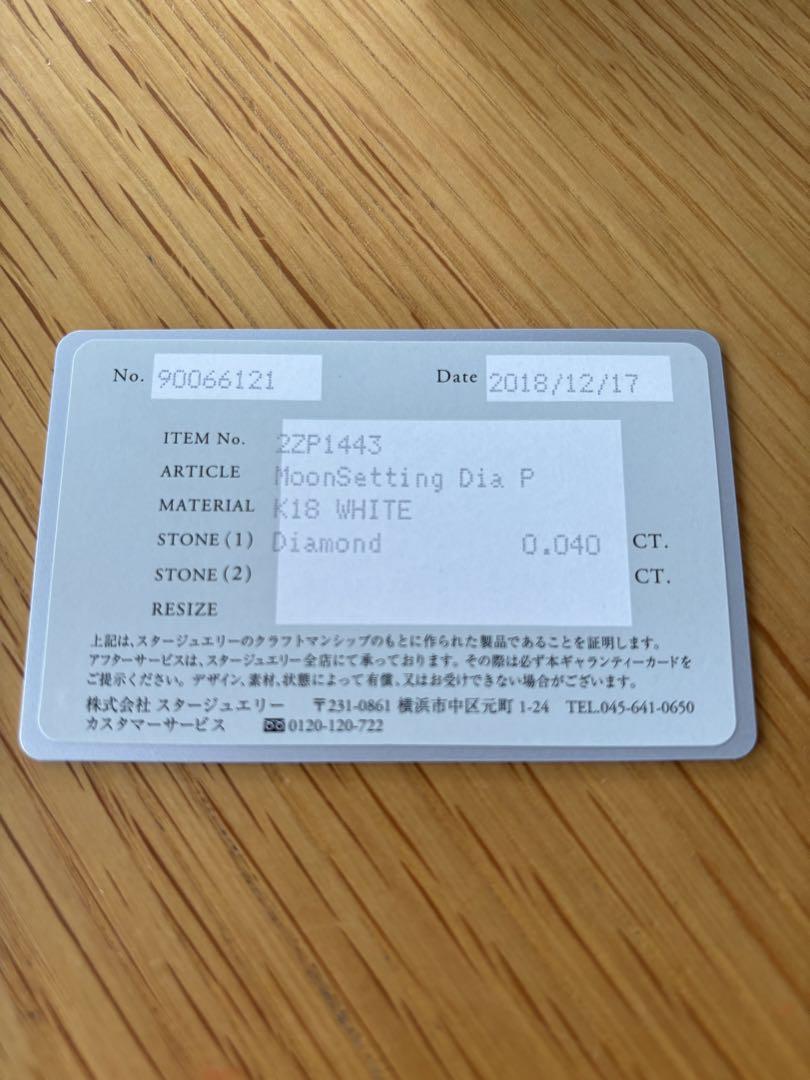 No. 90066121 Date 2018/12/17
ITEM No. 2ZP1443
ARTICLE MoonSetting Dia P
MATERIAL K18 WHITE
STONE(1) Diamond 0.040 CT.
STONE(2) CT.
RESIZE
上記は、スタージュエリーのクラフトマンシップのもとに作られた製品であることを証明します。
アフターサービスは、スタージュエリー全店にて承っております。その際は必ず本ギャランティーカードを
ご提示ください。デザイン、素材、状態によって有償、又はお受けできない場合がございます。
株式会社 スタージュエリー 〒231-0861 横浜市中区元町 1-24 TEL.045-641-0650
カスタマーサービス 0120-120-722